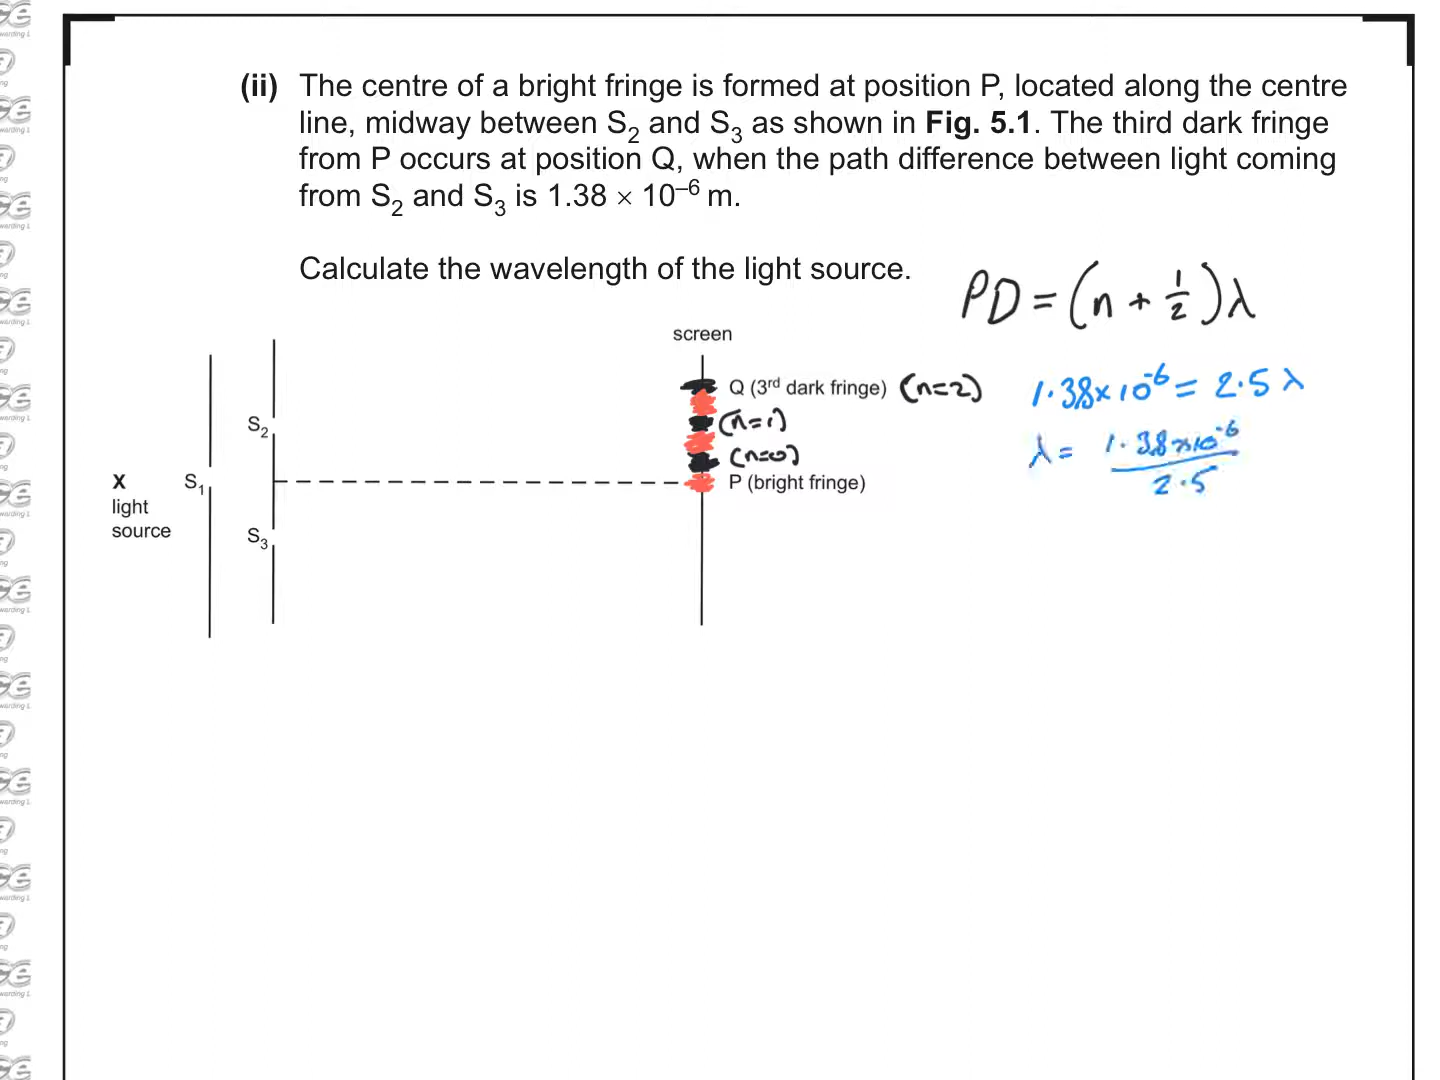 (ii) The centre of a bright fringe is formed at position P, located along the centre
line, midway between S₂ and S₃ as shown in Fig. 5.1. The third dark fringe
from P occurs at position Q, when the path difference between light coming
from S₂ and S₃ is 1.38 × 10⁻⁶ m.
Calculate the wavelength of the light source.
PD = (n + 1/2)λ
screen
Q (3rd dark fringe) (n=2)
1.38×10⁻⁶ = 2.5λ
S₂
(n=1)
λ = 1.38×10⁻⁶ / 2.5
(n=0)
X
S₁
P (bright fringe)
light
source
S₃